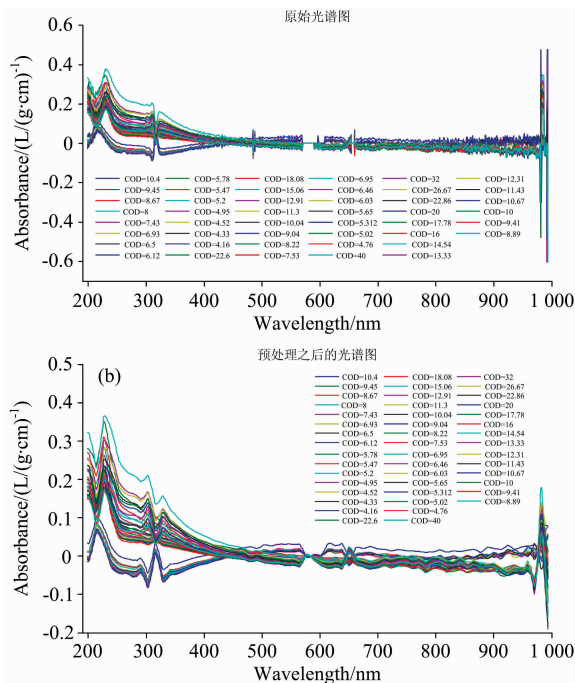 原始光谱图
0.6
0.4
0.2
0
-0.2
-0.4
-0.6
Absorbance/(L/(g·cm)⁻¹)
COD=10.4 COD=5.78 COD=18.08 COD=6.95 COD=32 COD=12.31
COD=9.45 COD=5.47 COD=15.06 COD=6.46 COD=26.67 COD=11.43
COD=8.67 COD=5.2 COD=12.91 COD=6.03 COD=22.86 COD=10.67
COD=8 COD=4.95 COD=11.3 COD=5.65 COD=20 COD=10
COD=7.43 COD=4.52 COD=10.04 COD=5.312 COD=17.78 COD=9.41
COD=6.93 COD=4.33 COD=9.04 COD=5.02 COD=16 COD=8.89
COD=6.5 COD=4.16 COD=8.22 COD=4.76 COD=14.54
COD=6.12 COD=22.6 COD=7.53 COD=40 COD=13.33
200 300 400 500 600 700 800 900 1 000
Wavelength/nm
预处理之后的光谱图
(b)
0.5
0.4
0.3
0.2
0.1
0
-0.1
-0.2
Absorbance/(L/(g·cm)⁻¹)
COD=10.4 COD=18.08 COD=32
COD=9.45 COD=15.06 COD=26.67
COD=8.67 COD=12.91 COD=22.86
COD=8 COD=11.3 COD=20
COD=7.43 COD=10.04 COD=17.78
COD=6.93 COD=9.04 COD=16
COD=6.5 COD=8.22 COD=14.54
COD=6.12 COD=7.53 COD=13.33
COD=5.78 COD=6.95 COD=12.31
COD=5.47 COD=6.46 COD=11.43
COD=5.2 COD=6.03 COD=10.67
COD=4.95 COD=5.65 COD=10
COD=4.52 COD=5.312 COD=9.41
COD=4.33 COD=5.02 COD=8.89
COD=4.16 COD=4.76
COD=22.6 COD=40
200 300 400 500 600 700 800 900 1 000
Wavelength/nm